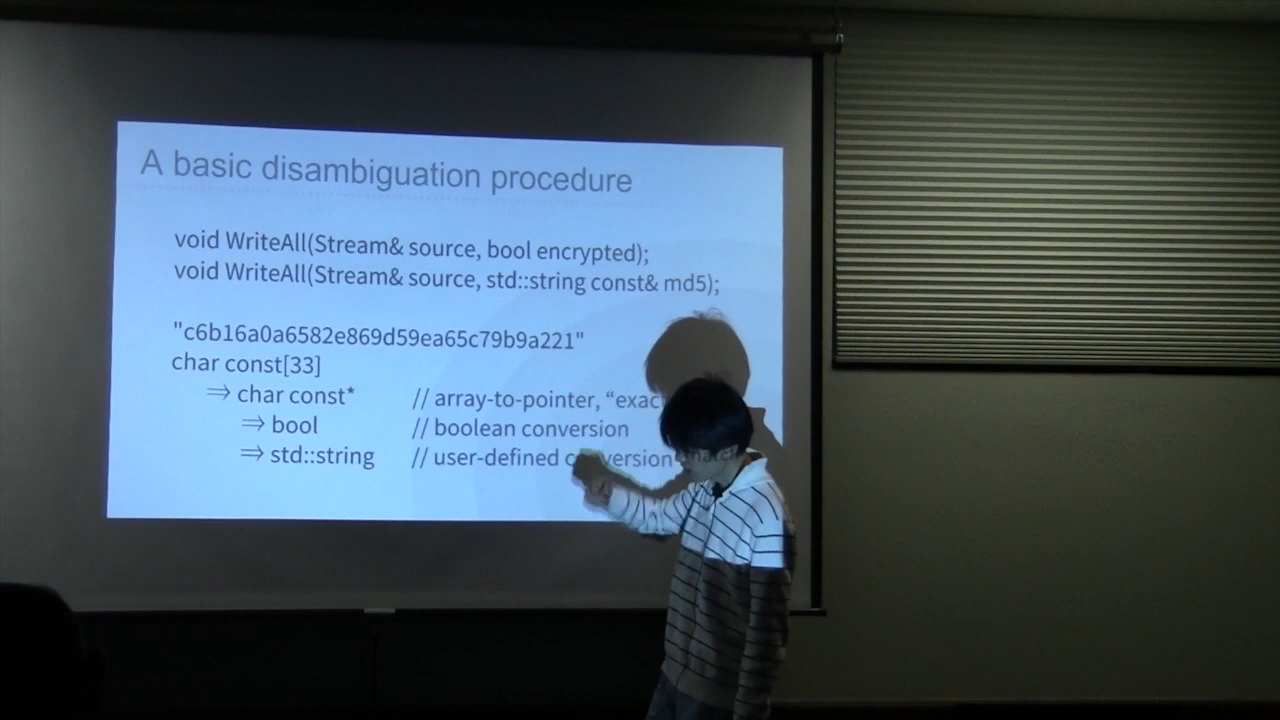 A basic disambiguation procedure
void WriteAll(Stream& source, bool encrypted);
void WriteAll(Stream& source, std::string const& md5);
"c6b16a0a6582e869d59ea65c79b9a221"
char const[33]
⇒ char const* // array-to-pointer, “exac
⇒ bool // boolean conversion
⇒ std::string // user-defined conversion